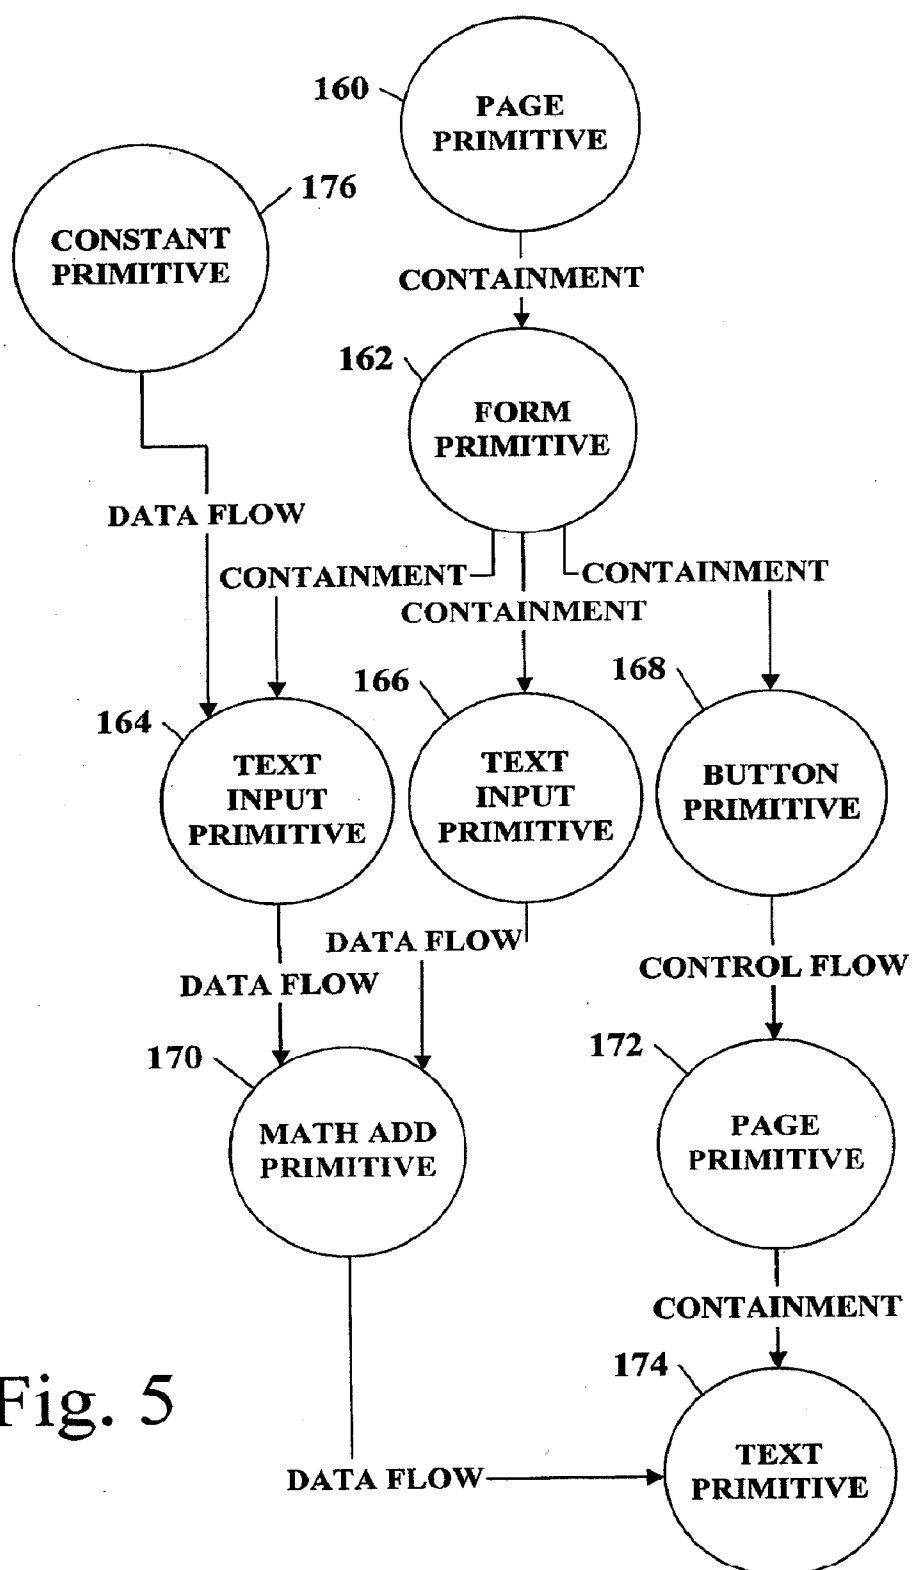 160
PAGE
PRIMITIVE
176
CONSTANT
PRIMITIVE
CONTAINMENT
162
FORM
PRIMITIVE
DATA FLOW
CONTAINMENT
CONTAINMENT
CONTAINMENT
164
166
168
TEXT
INPUT
PRIMITIVE
TEXT
INPUT
PRIMITIVE
BUTTON
PRIMITIVE
DATA FLOW
DATA FLOW
CONTROL FLOW
170
172
MATH ADD
PRIMITIVE
PAGE
PRIMITIVE
CONTAINMENT
174
Fig. 5
TEXT
PRIMITIVE
DATA FLOW